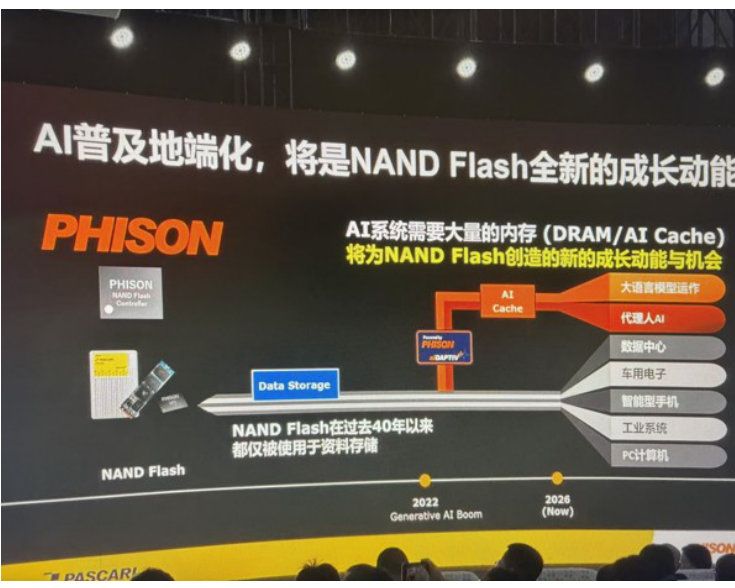 AI普及地端化，将是NAND Flash全新的成长动能
PHISON
AI系统需要大量的内存 (DRAM/AI Cache)
将为NAND Flash创造的新的成长动能与机会
PHISON
NAND Flash
Controller
AI
Cache
大语言模型运作
代理人AI
Powered by
PHISON
aiDAPTIV
数据中心
车用电子
智能型手机
工业系统
PC计算机
Data Storage
NAND Flash在过去40年以来
都仅被使用于资料存储
NAND Flash
2022
Generative AI Boom
2026
(Now)
PASCARI